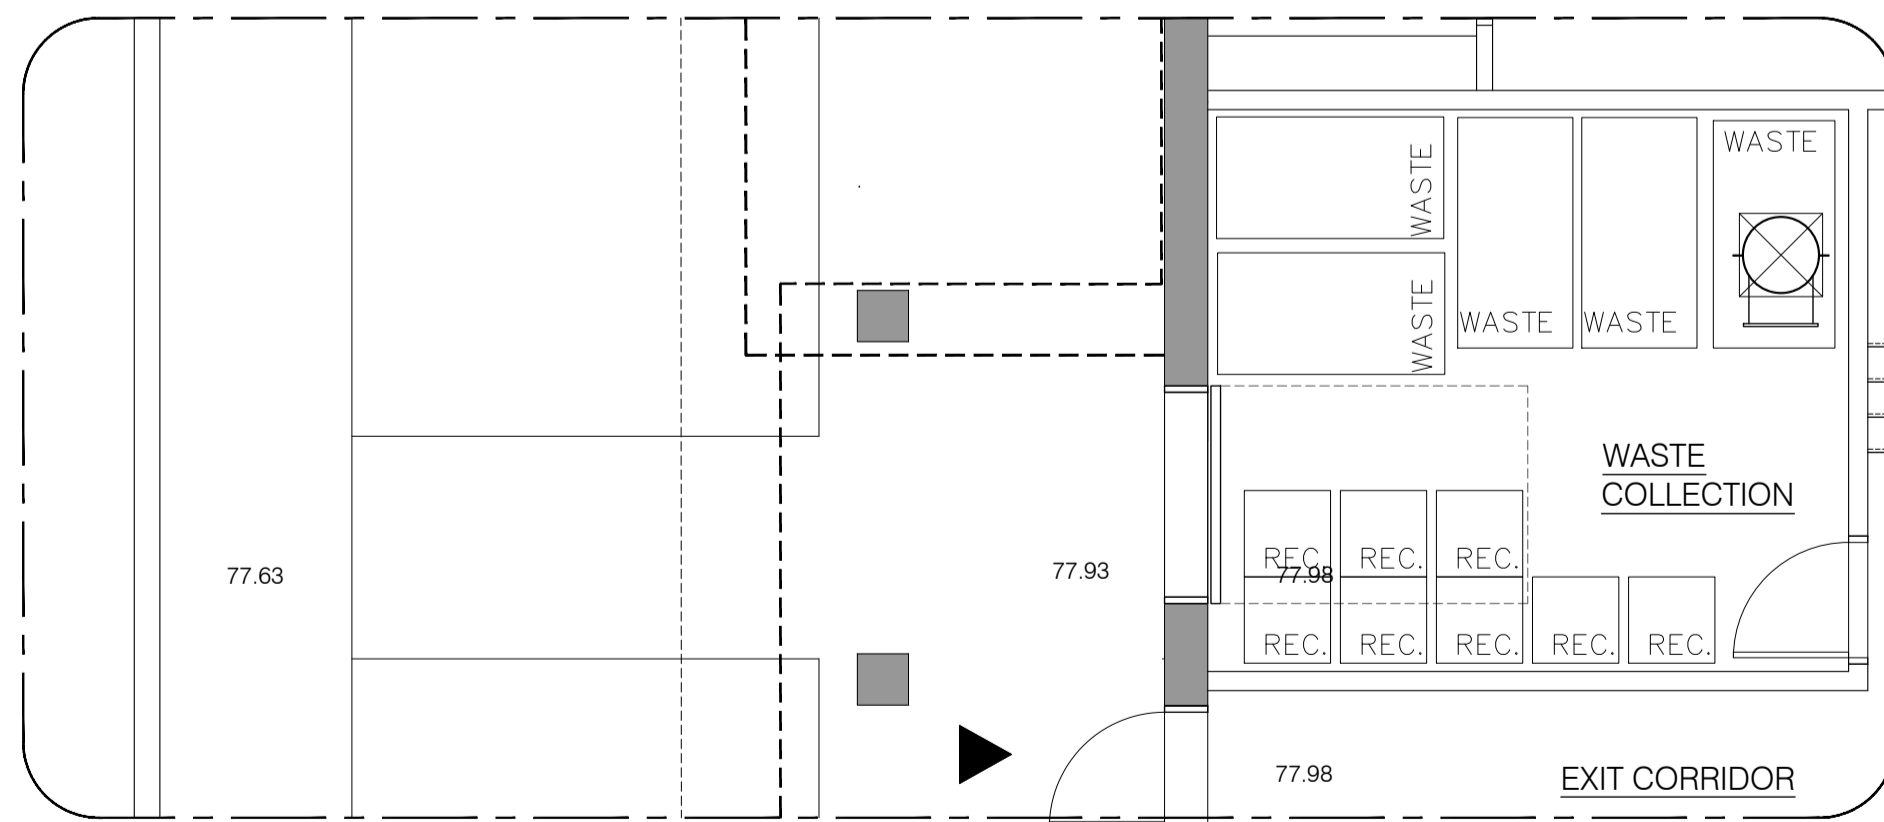 WASTE
WASTE
WASTE
WASTE
WASTE
WASTE
COLLECTION
REC. REC. REC.
77.63
77.93
77.98
REC. REC. REC. REC. REC.
77.98
EXIT CORRIDOR